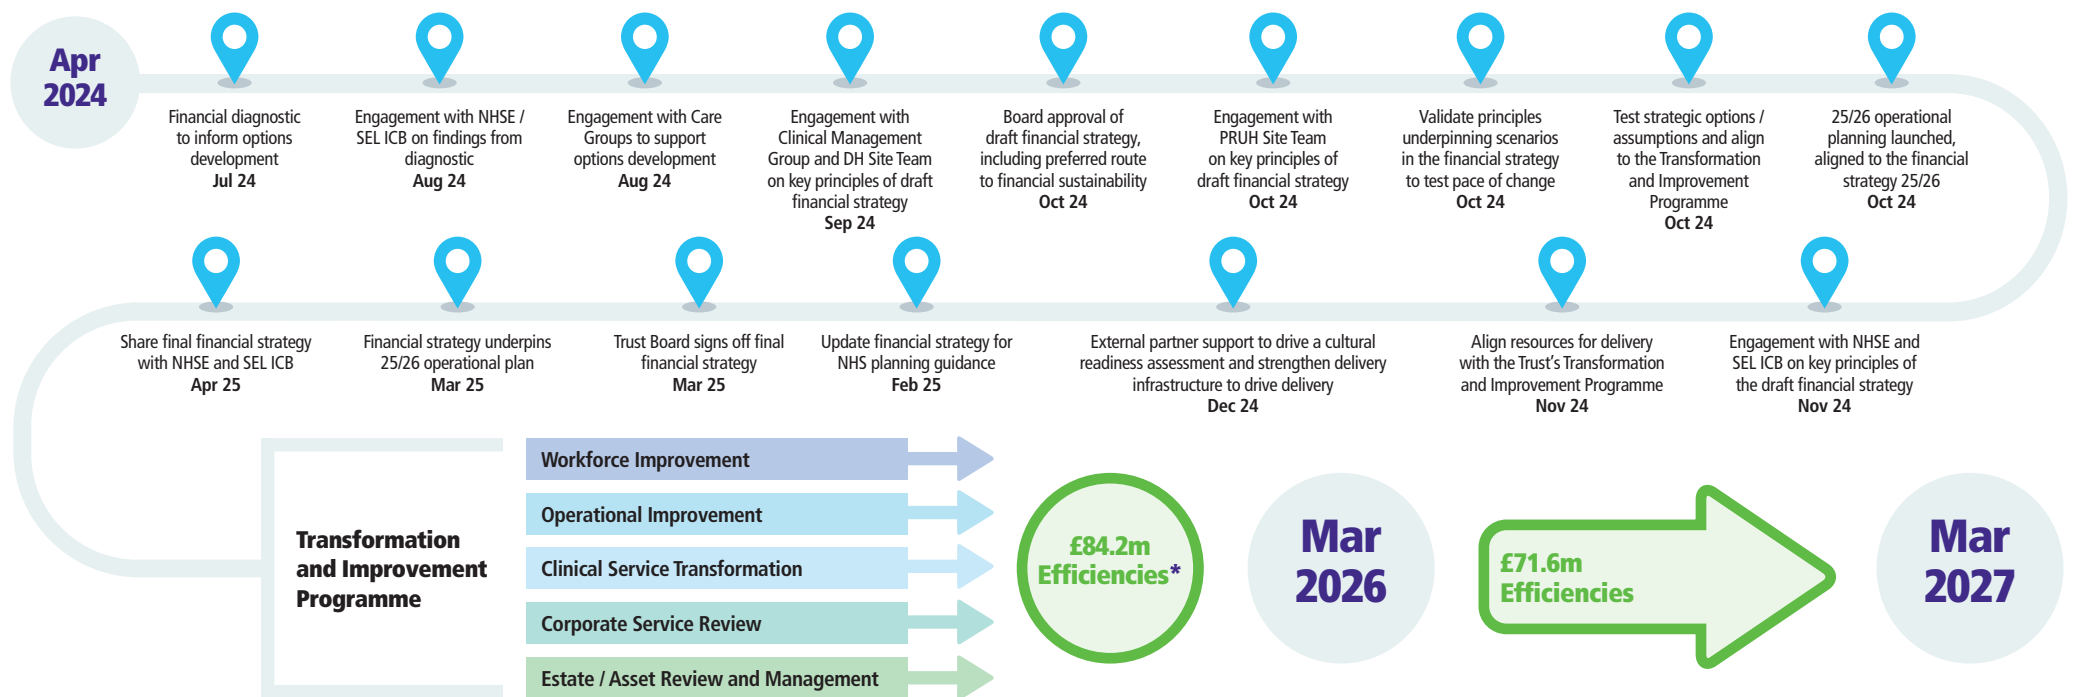 Apr
2024
Financial diagnostic
to inform options
development
Jul 24
Engagement with NHSE /
SEL ICB on findings from
diagnostic
Aug 24
Engagement with Care
Groups to support
options development
Aug 24
Engagement with
Clinical Management
Group and DH Site Team
on key principles of draft
financial strategy
Sep 24
Board approval of
draft financial strategy,
including preferred route
to financial sustainability
Oct 24
Engagement with
PRUH Site Team
on key principles of
draft financial strategy
Oct 24
Validate principles
underpinning scenarios
in the financial strategy
to test pace of change
Oct 24
Test strategic options /
assumptions and align
to the Transformation
and Improvement
Programme
Oct 24
25/26 operational
planning launched,
aligned to the financial
strategy 25/26
Oct 24
Engagement with NHSE and
SEL ICB on key principles of
the draft financial strategy
Nov 24
Align resources for delivery
with the Trust’s Transformation
and Improvement Programme
Nov 24
External partner support to drive a cultural
readiness assessment and strengthen delivery
infrastructure to drive delivery
Dec 24
Update financial strategy for
NHS planning guidance
Feb 25
Trust Board signs off final
financial strategy
Mar 25
Financial strategy underpins
25/26 operational plan
Mar 25
Share final financial strategy
with NHSE and SEL ICB
Apr 25
Transformation
and Improvement
Programme
Workforce Improvement
Operational Improvement
Clinical Service Transformation
Corporate Service Review
Estate / Asset Review and Management
£84.2m
Efficiencies*
Mar
2026
£71.6m
Efficiencies
Mar
2027